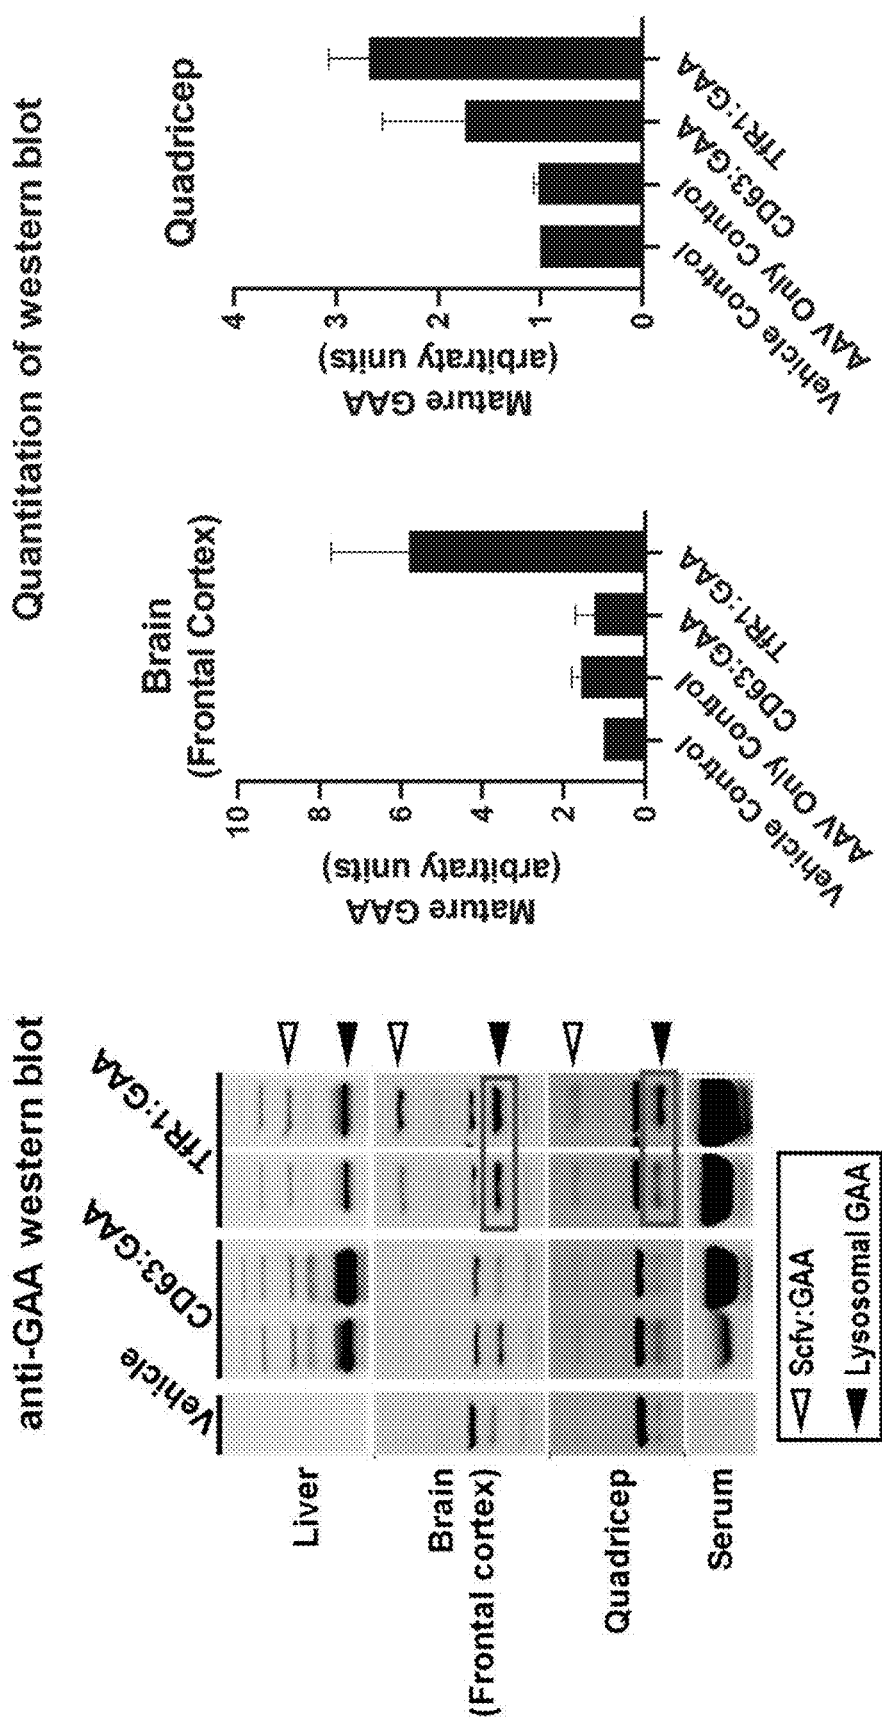 anti-GAA western blot
Vehicle
CD63:GAA
TfR1:GAA
Liver
Brain
(Frontal cortex)
Quadricep
Serum
Scfv:GAA
Lysosomal GAA
Quantitation of western blot
Brain
(Frontal Cortex)
Mature GAA
(arbitraty units)
10
8
6
4
2
0
Vehicle Control
AAV Only Control
CD63:GAA
TfR1:GAA
Quadricep
Mature GAA
(arbitraty units)
4
3
2
1
0
Vehicle Control
AAV Only Control
CD63:GAA
TfR1:GAA